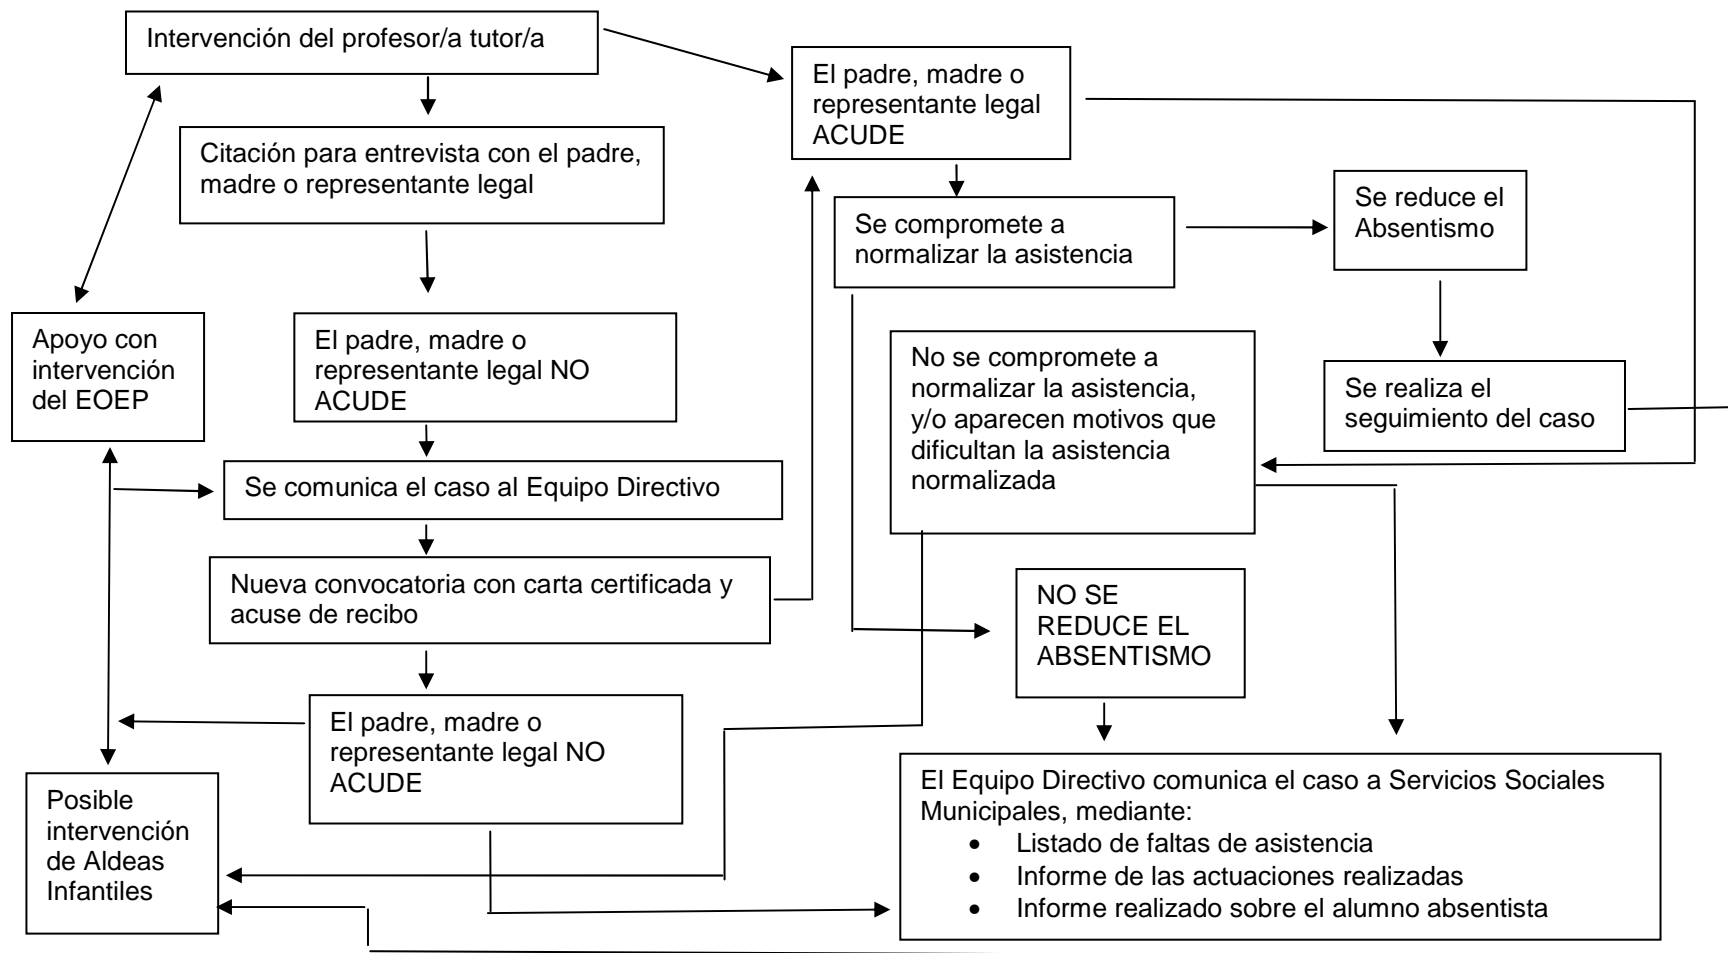 Intervención del profesor/a tutor/a
El padre, madre o
representante legal
ACUDE
Citación para entrevista con el padre,
madre o representante legal
Se compromete a
normalizar la asistencia
Se reduce el
Absentismo
Apoyo con
intervención
del EOEP
El padre, madre o
representante legal NO
ACUDE
No se compromete a
normalizar la asistencia,
y/o aparecen motivos que
dificultan la asistencia
normalizada
Se realiza el
seguimiento del caso
Se comunica el caso al Equipo Directivo
Nueva convocatoria con carta certificada y
acuse de recibo
NO SE
REDUCE EL
ABSENTISMO
El padre, madre o
representante legal NO
ACUDE
Posible
intervención
de Aldeas
Infantiles
El Equipo Directivo comunica el caso a Servicios Sociales
Municipales, mediante:
• Listado de faltas de asistencia
• Informe de las actuaciones realizadas
• Informe realizado sobre el alumno absentista